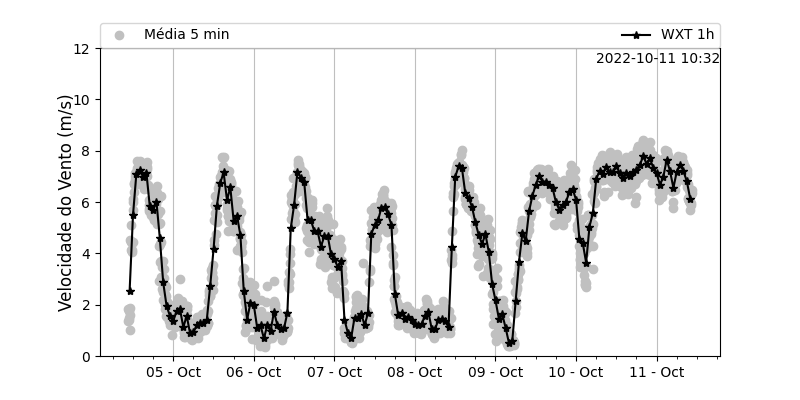 Média 5 min
WXT 1h
2022-10-11 10:32
Velocidade do Vento (m/s)
12
10
8
6
4
2
0
05 - Oct
06 - Oct
07 - Oct
08 - Oct
09 - Oct
10 - Oct
11 - Oct